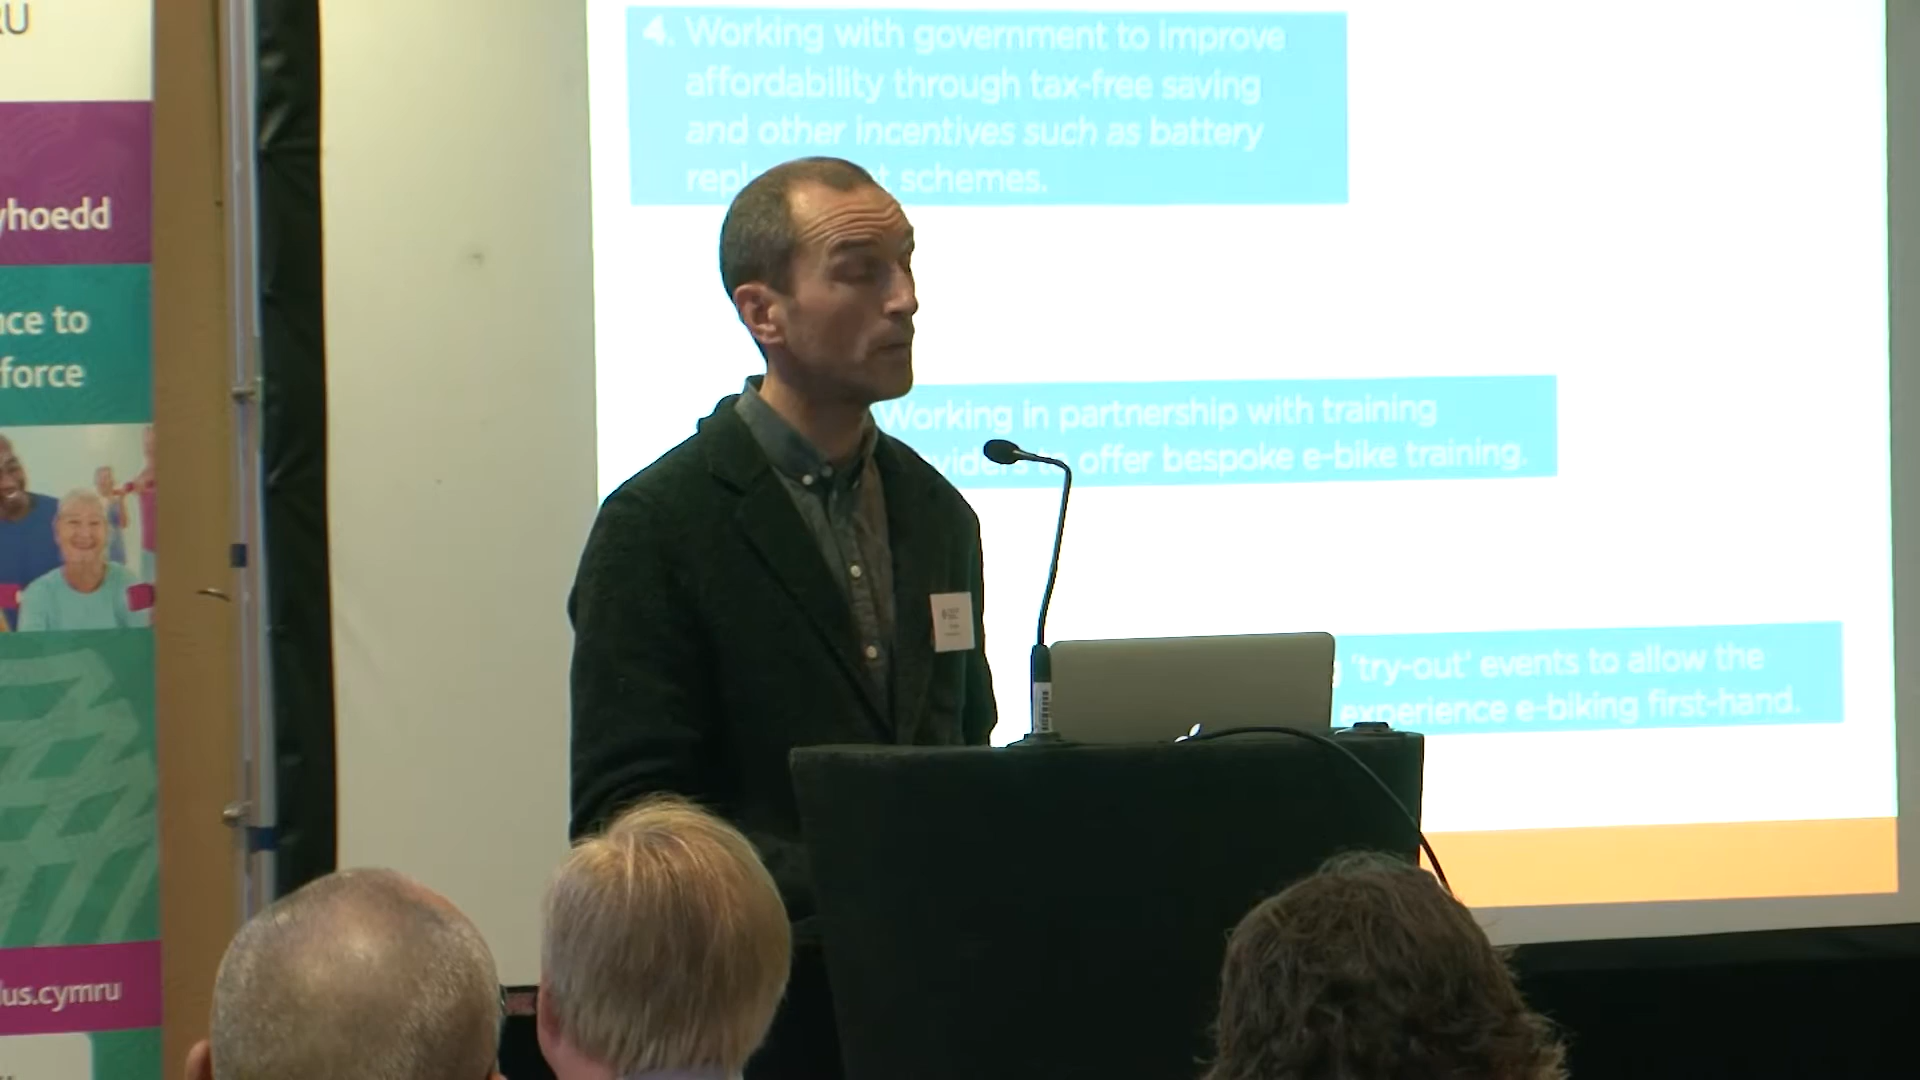 RU
yhoedd
nce to
force
lus.cymru
4. Working with government to improve
affordability through tax-free saving
and other incentives such as battery
schemes.
Working in partnership with training
to offer bespoke e-bike training.
'try-out' events to allow the
experience e-biking first-hand.